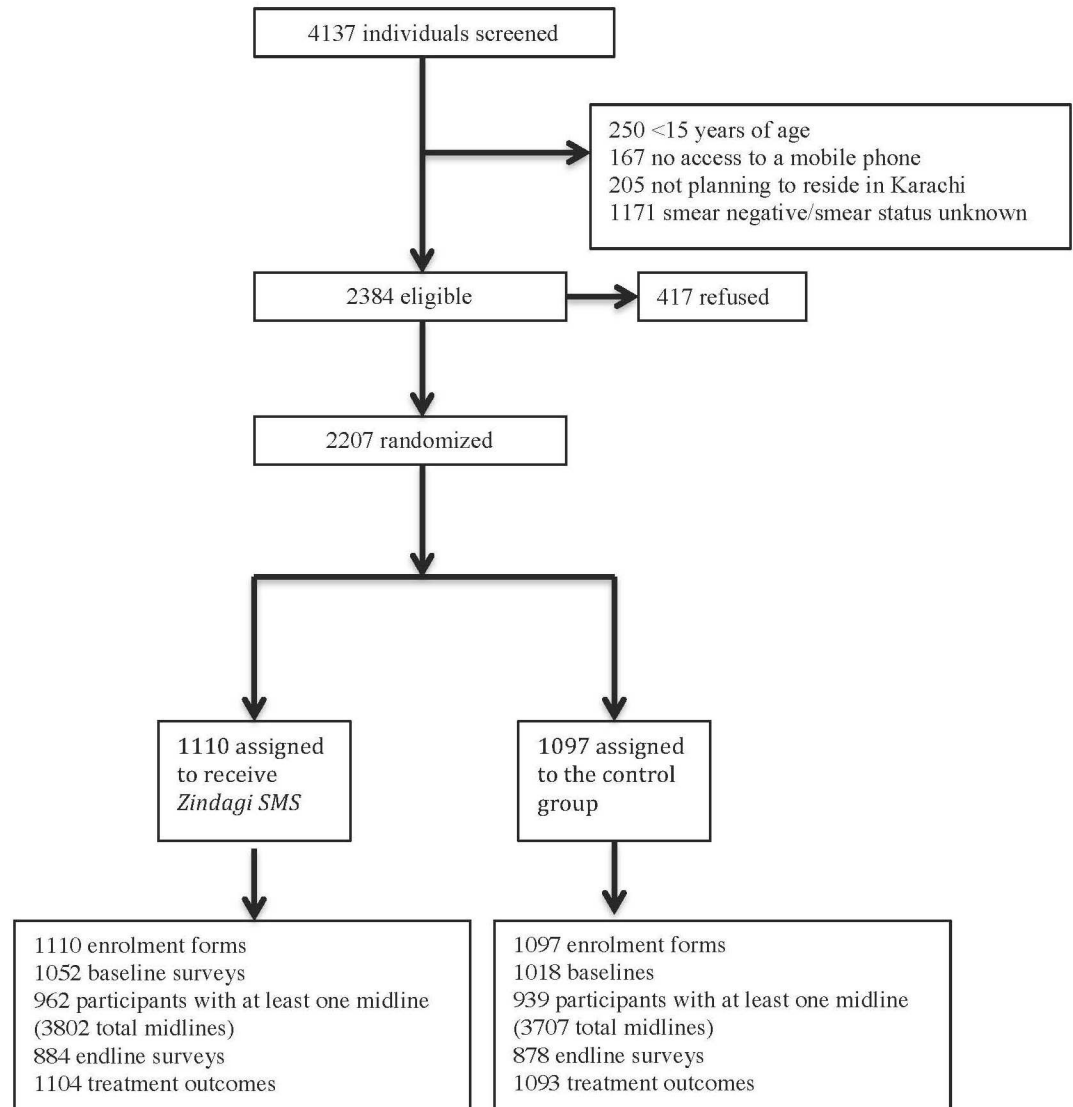 4137 individuals screened
250 <15 years of age
167 no access to a mobile phone
205 not planning to reside in Karachi
1171 smear negative/smear status unknown
2384 eligible
417 refused
2207 randomized
1110 assigned
to receive
Zindagi SMS
1097 assigned
to the control
group
1110 enrolment forms
1052 baseline surveys
962 participants with at least one midline
(3802 total midlines)
884 endline surveys
1104 treatment outcomes
1097 enrolment forms
1018 baselines
939 participants with at least one midline
(3707 total midlines)
878 endline surveys
1093 treatment outcomes